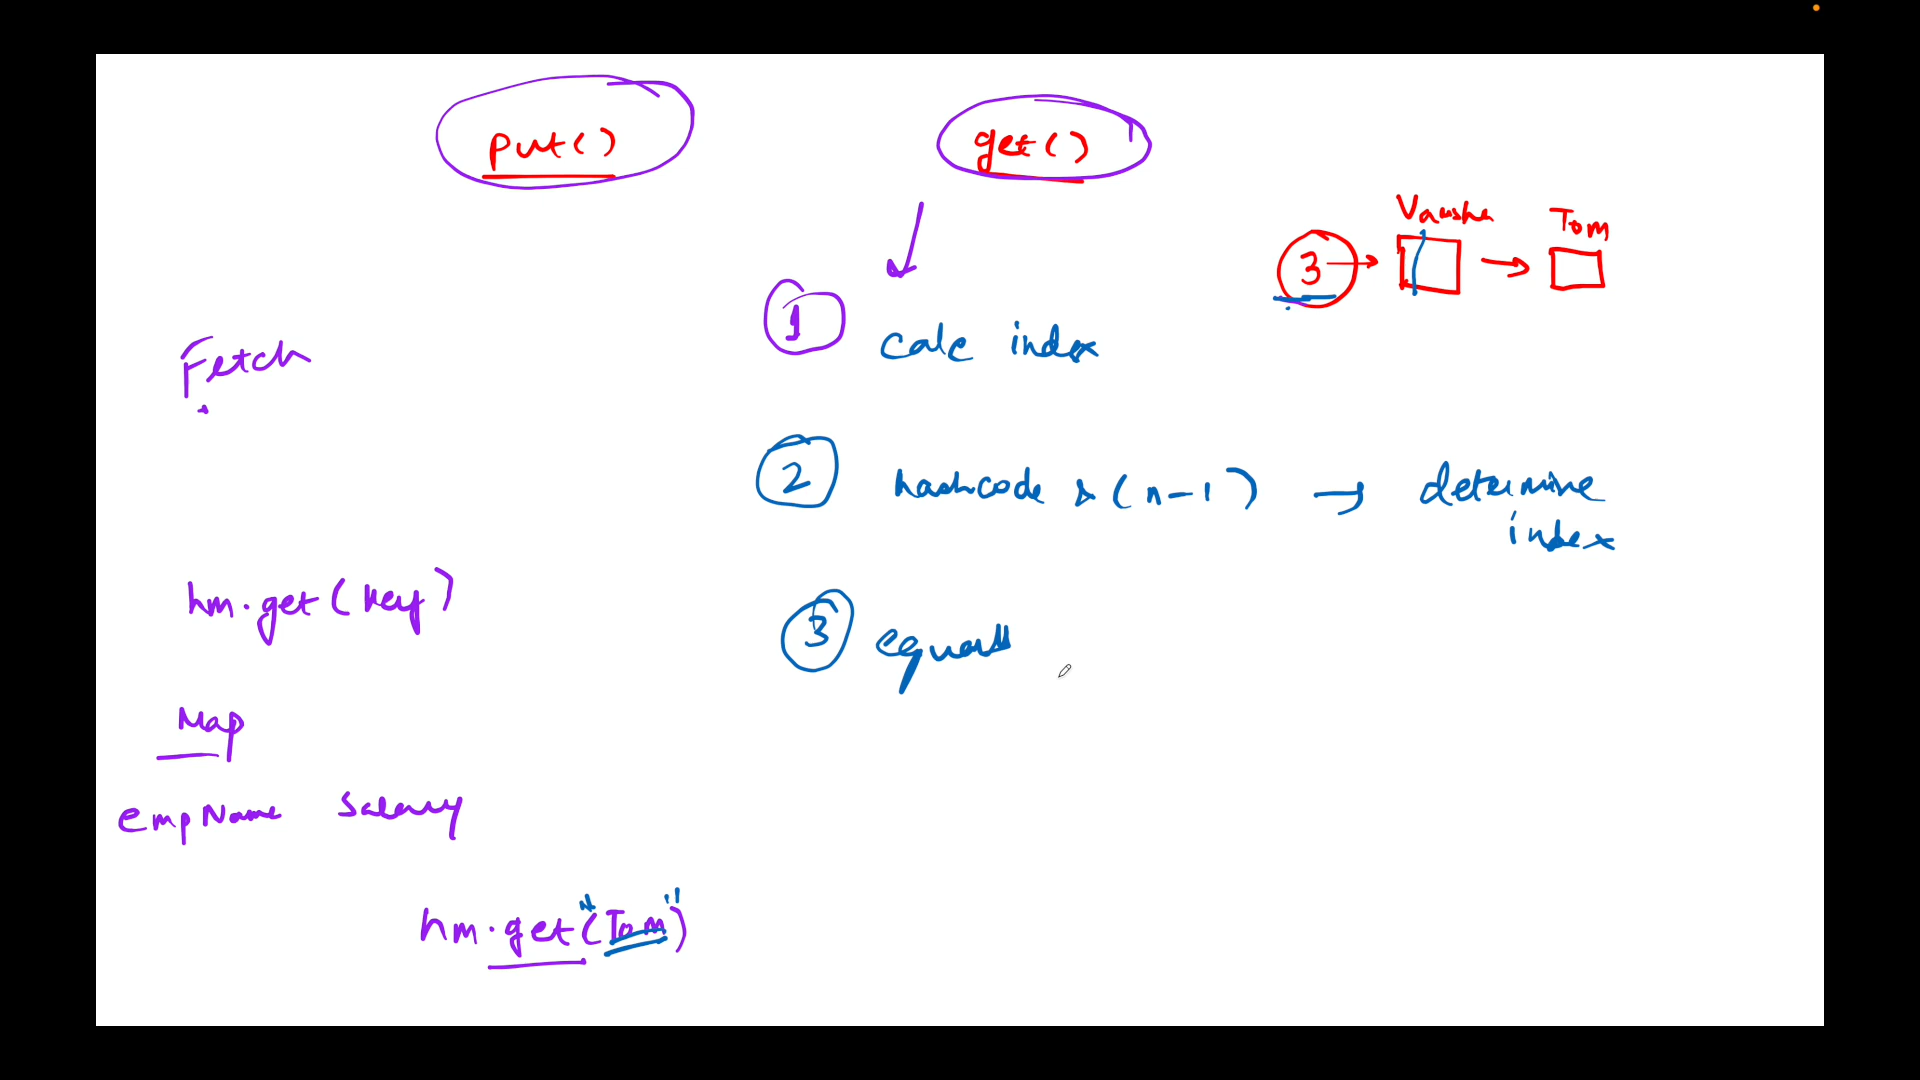 put()
get()
3
Tom
1
calc index
Fetch
2
hashcode & (n-1) → determine
index
hm.get(key)
3
equals
Map
empName salary
hm.get("Tom")